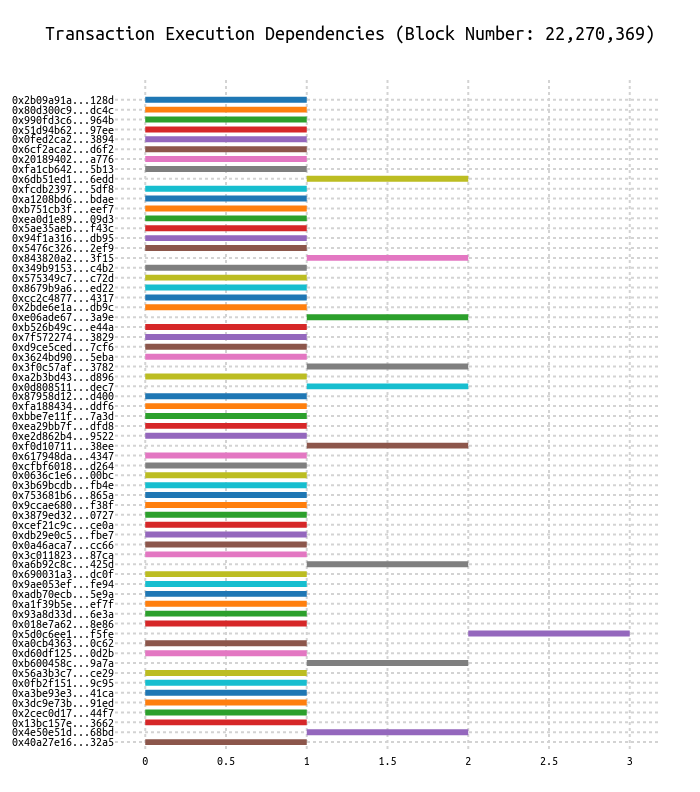 Transaction Execution Dependencies (Block Number: 22,270,369)
0x2b09a91a...128d
0x80d300c9...dc4c
0x990fd3c6...964b
0x51d94b62...97ee
0x0fed2ca2...3894
0x6cf2aca2...d6f2
0x20189402...a776
0xfa1cb642...5b13
0x6db51ed1...6edd
0xfcdb2397...5df8
0xa1208bd6...bdae
0xb751cb3f...eef7
0xea0d1e89...09d3
0x5ae35aeb...f43c
0x94f1a316...db95
0x5476c326...2ef9
0x843820a2...3f15
0x349b9153...c4b2
0x575349c7...c72d
0x8679b9a6...ed22
0xcc2c4877...4317
0x2bde6e1a...db9c
0xe06ade67...3a9e
0xb526b49c...e44a
0x7f572274...3829
0xd9ce5ced...7cf6
0x3624bd90...5eba
0x3f0c57af...3782
0xa2b3bd43...d896
0x0d808511...dec7
0x87958d12...d400
0xfa188434...ddf6
0xbbe7e11f...7a3d
0xea29bb7f...dfd8
0xe2d862b4...9522
0xf0d10711...38ee
0x617948da...4347
0xcfbf6018...d264
0x0636c1e6...00bc
0x3b69bcdb...fb4e
0x753681b6...865a
0x9ccae680...f38f
0x3879ed32...0727
0xcef21c9c...ce0a
0xdb29e0c5...fbe7
0x0a46aca7...cc66
0x3c011823...87ca
0xa6b92c8c...425d
0x690031a3...dc0f
0x9ae053ef...fe94
0xadb70ecb...5e9a
0xa1f39b5e...ef7f
0x93a8d33d...6e3a
0x018e7a62...8e86
0x5d0c6ee1...f5fe
0xa0cb4363...0c62
0xd60df125...0d2b
0xb600458c...9a7a
0x56a3b3c7...ce29
0x0fb2f151...9c95
0xa3be93e3...41ca
0x3dc9e73b...91ed
0x2cec0d17...44f7
0x13bc157e...3662
0x4e50e51d...68bd
0x40a27e16...32a5
0 0.5 1 1.5 2 2.5 3